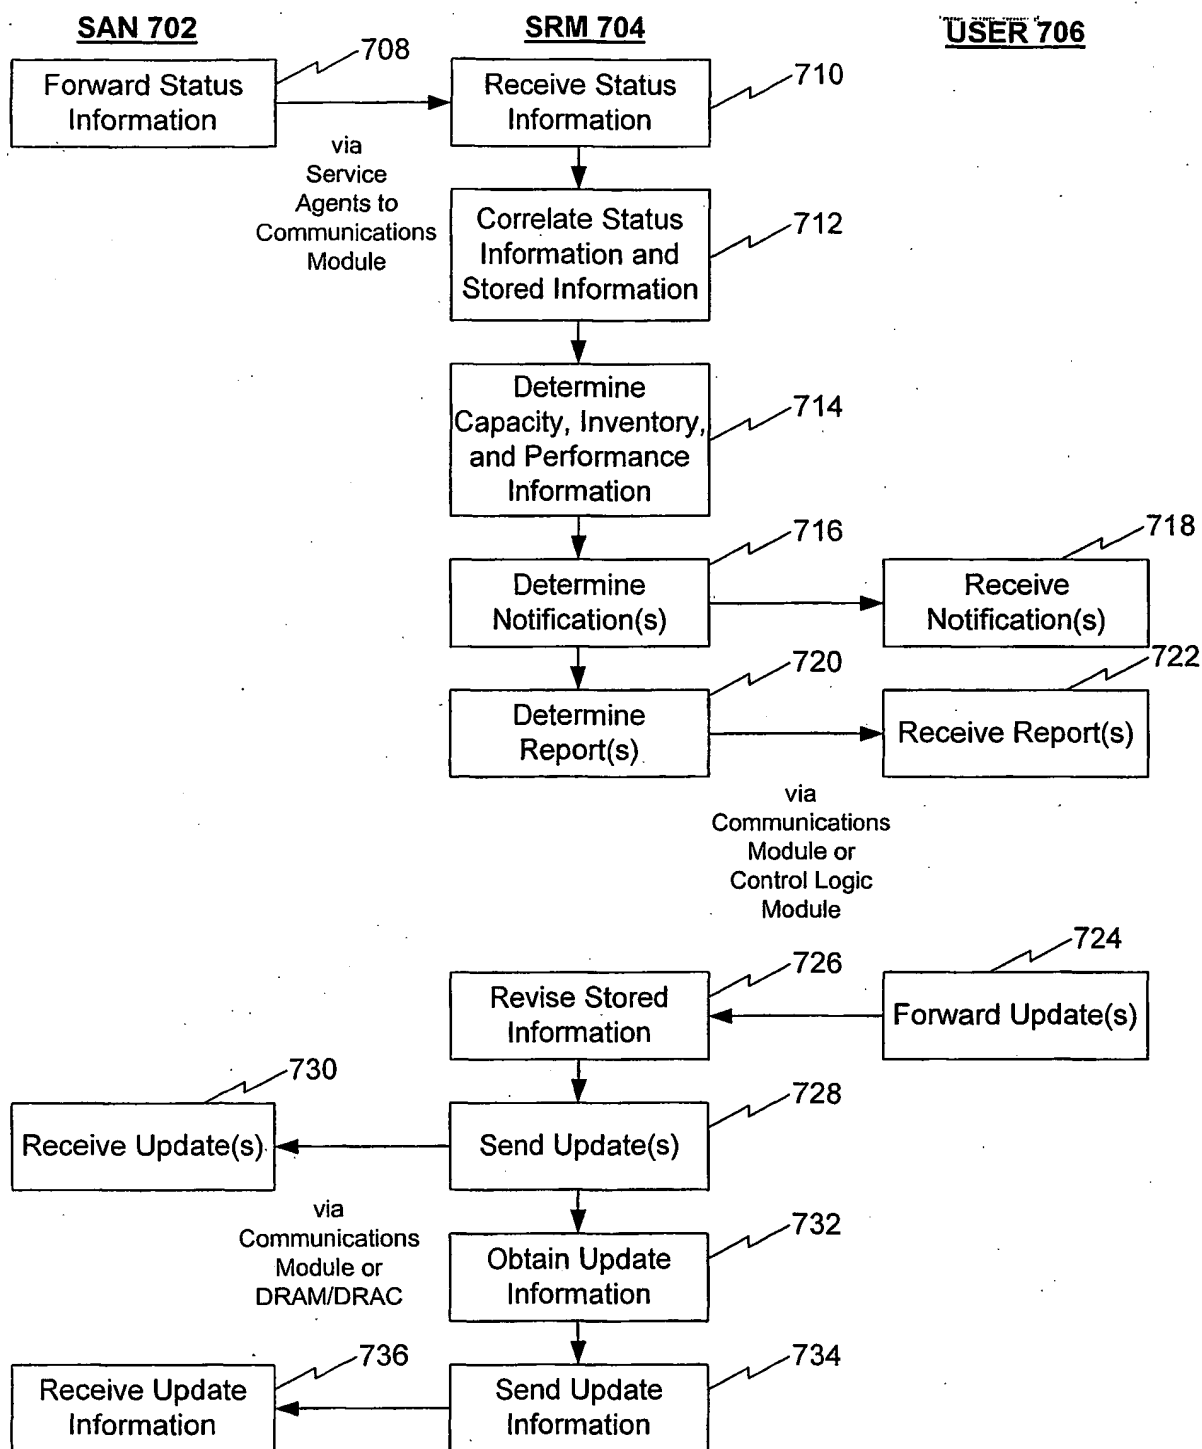 SAN 702
SRM 704
USER 706
708
Forward Status
Information
Receive Status
Information
710
via
Service
Agents to
Communications
Module
Correlate Status
Information and
Stored Information
712
Determine
Capacity, Inventory,
and Performance
Information
714
716
718
Determine
Notification(s)
Receive
Notification(s)
720
722
Determine
Report(s)
Receive Report(s)
via
Communications
Module or
Control Logic
Module
724
726
Revise Stored
Information
Forward Update(s)
730
728
Receive Update(s)
Send Update(s)
via
Communications
Module or
DRAM/DRAC
732
Obtain Update
Information
736
734
Receive Update
Information
Send Update
Information